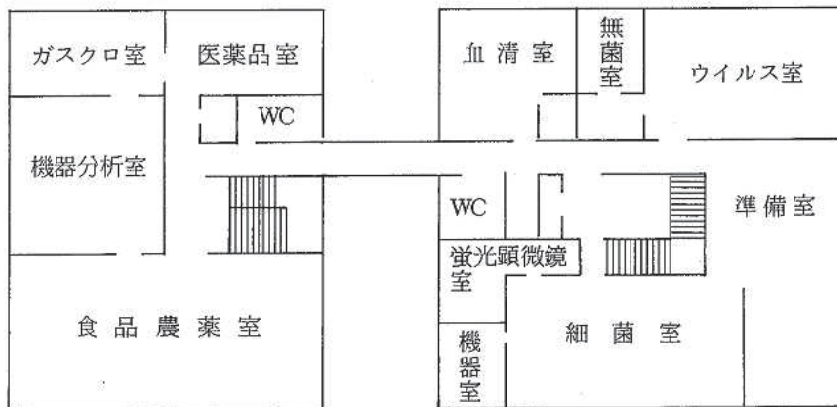 ガスクロ室
医薬品室
WC
機器分析室
食品農薬室
血清室
無菌室
ウイルス室
WC
準備室
蛍光顕微鏡室
細菌室
機器室